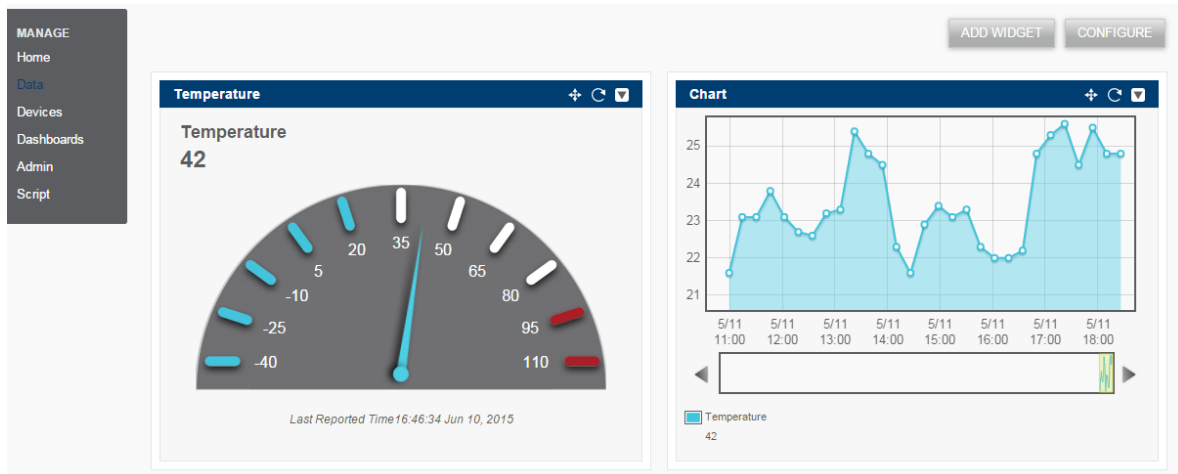 MANAGE
Home
Data
Devices
Dashboards
Admin
Script
ADD WIDGET
CONFIGURE
Temperature
Temperature
42
-40
-25
-10
5
20
35
50
65
80
95
110
Last Reported Time16:46:34 Jun 10, 2015
Chart
25
24
23
22
21
5/11 5/11 5/11 5/11 5/11 5/11 5/11 5/11
11:00 12:00 13:00 14:00 15:00 16:00 17:00 18:00
Temperature
42